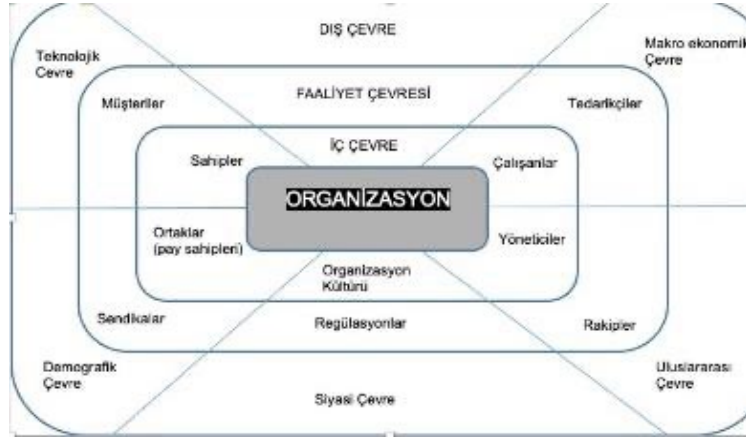 DIŞ ÇEVRE
Teknolojik
Cevre
Makro ekonomik
Çevre
FAALİYET ÇEVRESİ
Müşteriler
Tedarikçiler
İÇ ÇEVRE
Sahipler
Çalışanlar
ORGANİZASYON
Ortaklar
(pay sahipleri)
Yöneticiler
Organizasyon
Kültürü
Sendikalar
Regülasyonlar
Rakipler
Demografik
Çevre
Uluslararası
Çevre
Siyasi Çevre